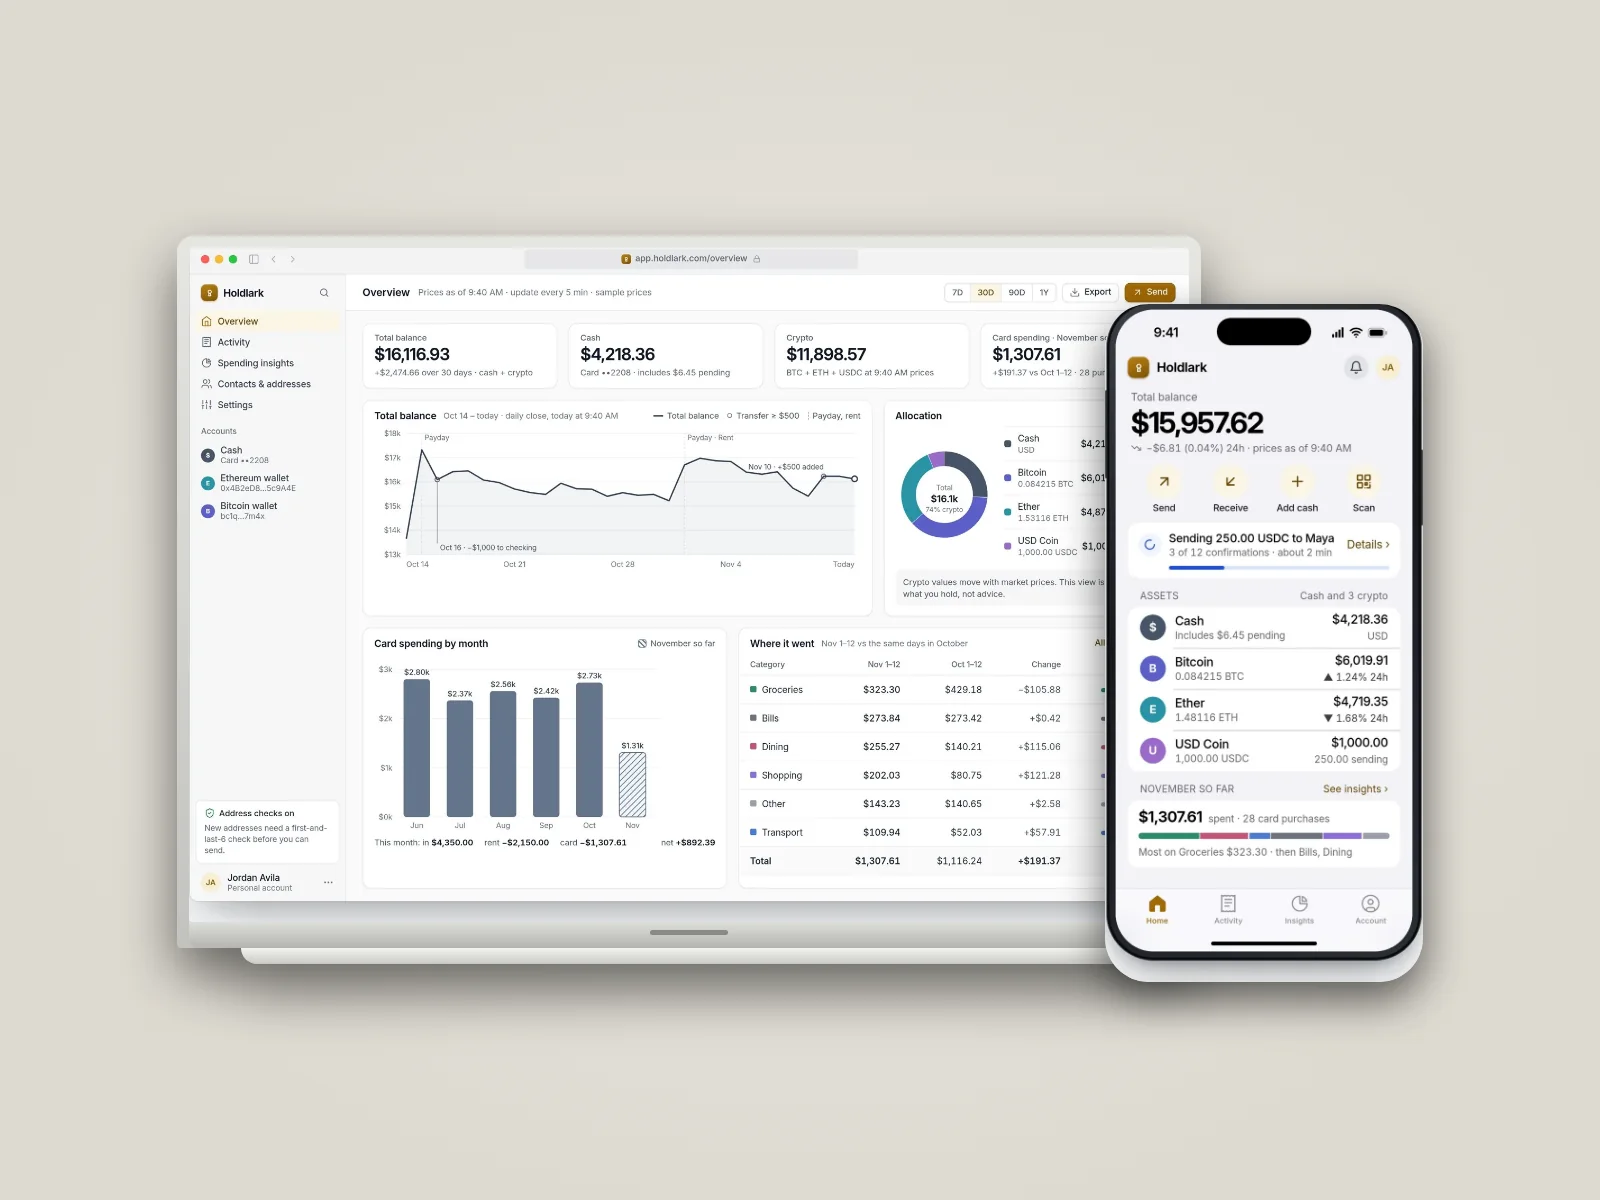 app.holdlark.com/overview
Holdlark
Overview
Activity
Spending insights
Contacts & addresses
Settings
Accounts
$ Cash
Card ••2208
E Ethereum wallet
0x4B2eD8...5c9A4E
B Bitcoin wallet
bc1q...7m4x
Address checks on
New addresses need a first-and-
last-6 check before you can
send.
JA Jordan Avila
Personal account
Overview Prices as of 9:40 AM · update every 5 min · sample prices
7D 30D 90D 1Y Export Send
Total balance
$16,116.93
+$2,474.66 over 30 days · cash + crypto
Cash
$4,218.36
Card ••2208 · includes $6.45 pending
Crypto
$11,898.57
BTC + ETH + USDC at 9:40 AM prices
Card spending · November s
$1,307.61
+$191.37 vs Oct 1–12 · 28 pur
Total balance Oct 14 – today · daily close, today at 9:40 AM
Total balance Transfer ≥ $500 Payday, rent
$18k
$17k
$16k
$15k
$14k
$13k
Payday
Payday · Rent
Nov 10 · +$500 added
Oct 16 · −$1,000 to checking
Oct 14 Oct 21 Oct 28 Nov 4 Today
Allocation
Total
$16.1k
74% crypto
Cash $4,21
USD
Bitcoin $6,01
0.084215 BTC
Ether $4,87
1.53116 ETH
USD Coin $1,00
1,000.00 USDC
Crypto values move with market prices. This view is
what you hold, not advice.
Card spending by month November so far
$3k
$2k
$1k
$0k
$2.80k
$2.37k
$2.56k
$2.42k
$2.73k
$1.31k
Jun Jul Aug Sep Oct Nov
This month: in $4,350.00 rent −$2,150.00 card −$1,307.61 net +$892.39
Where it went Nov 1–12 vs the same days in October All
Category Nov 1–12 Oct 1–12 Change
Groceries $323.30 $429.18 −$105.88
Bills $273.84 $273.42 +$0.42
Dining $255.27 $140.21 +$115.06
Shopping $202.03 $80.75 +$121.28
Other $143.23 $140.65 +$2.58
Transport $109.94 $52.03 +$57.91
Total $1,307.61 $1,116.24 +$191.37
9:41
Holdlark JA
Total balance
$15,957.62
−$6.81 (0.04%) 24h · prices as of 9:40 AM
Send Receive Add cash Scan
Sending 250.00 USDC to Maya
3 of 12 confirmations · about 2 min
Details ›
ASSETS Cash and 3 crypto
$ Cash $4,218.36
Includes $6.45 pending USD
B Bitcoin $6,019.91
0.084215 BTC ▲ 1.24% 24h
E Ether $4,719.35
1.48116 ETH ▼ 1.68% 24h
U USD Coin $1,000.00
1,000.00 USDC 250.00 sending
NOVEMBER SO FAR See insights ›
$1,307.61 spent · 28 card purchases
Most on Groceries $323.30 · then Bills, Dining
Home Activity Insights Account